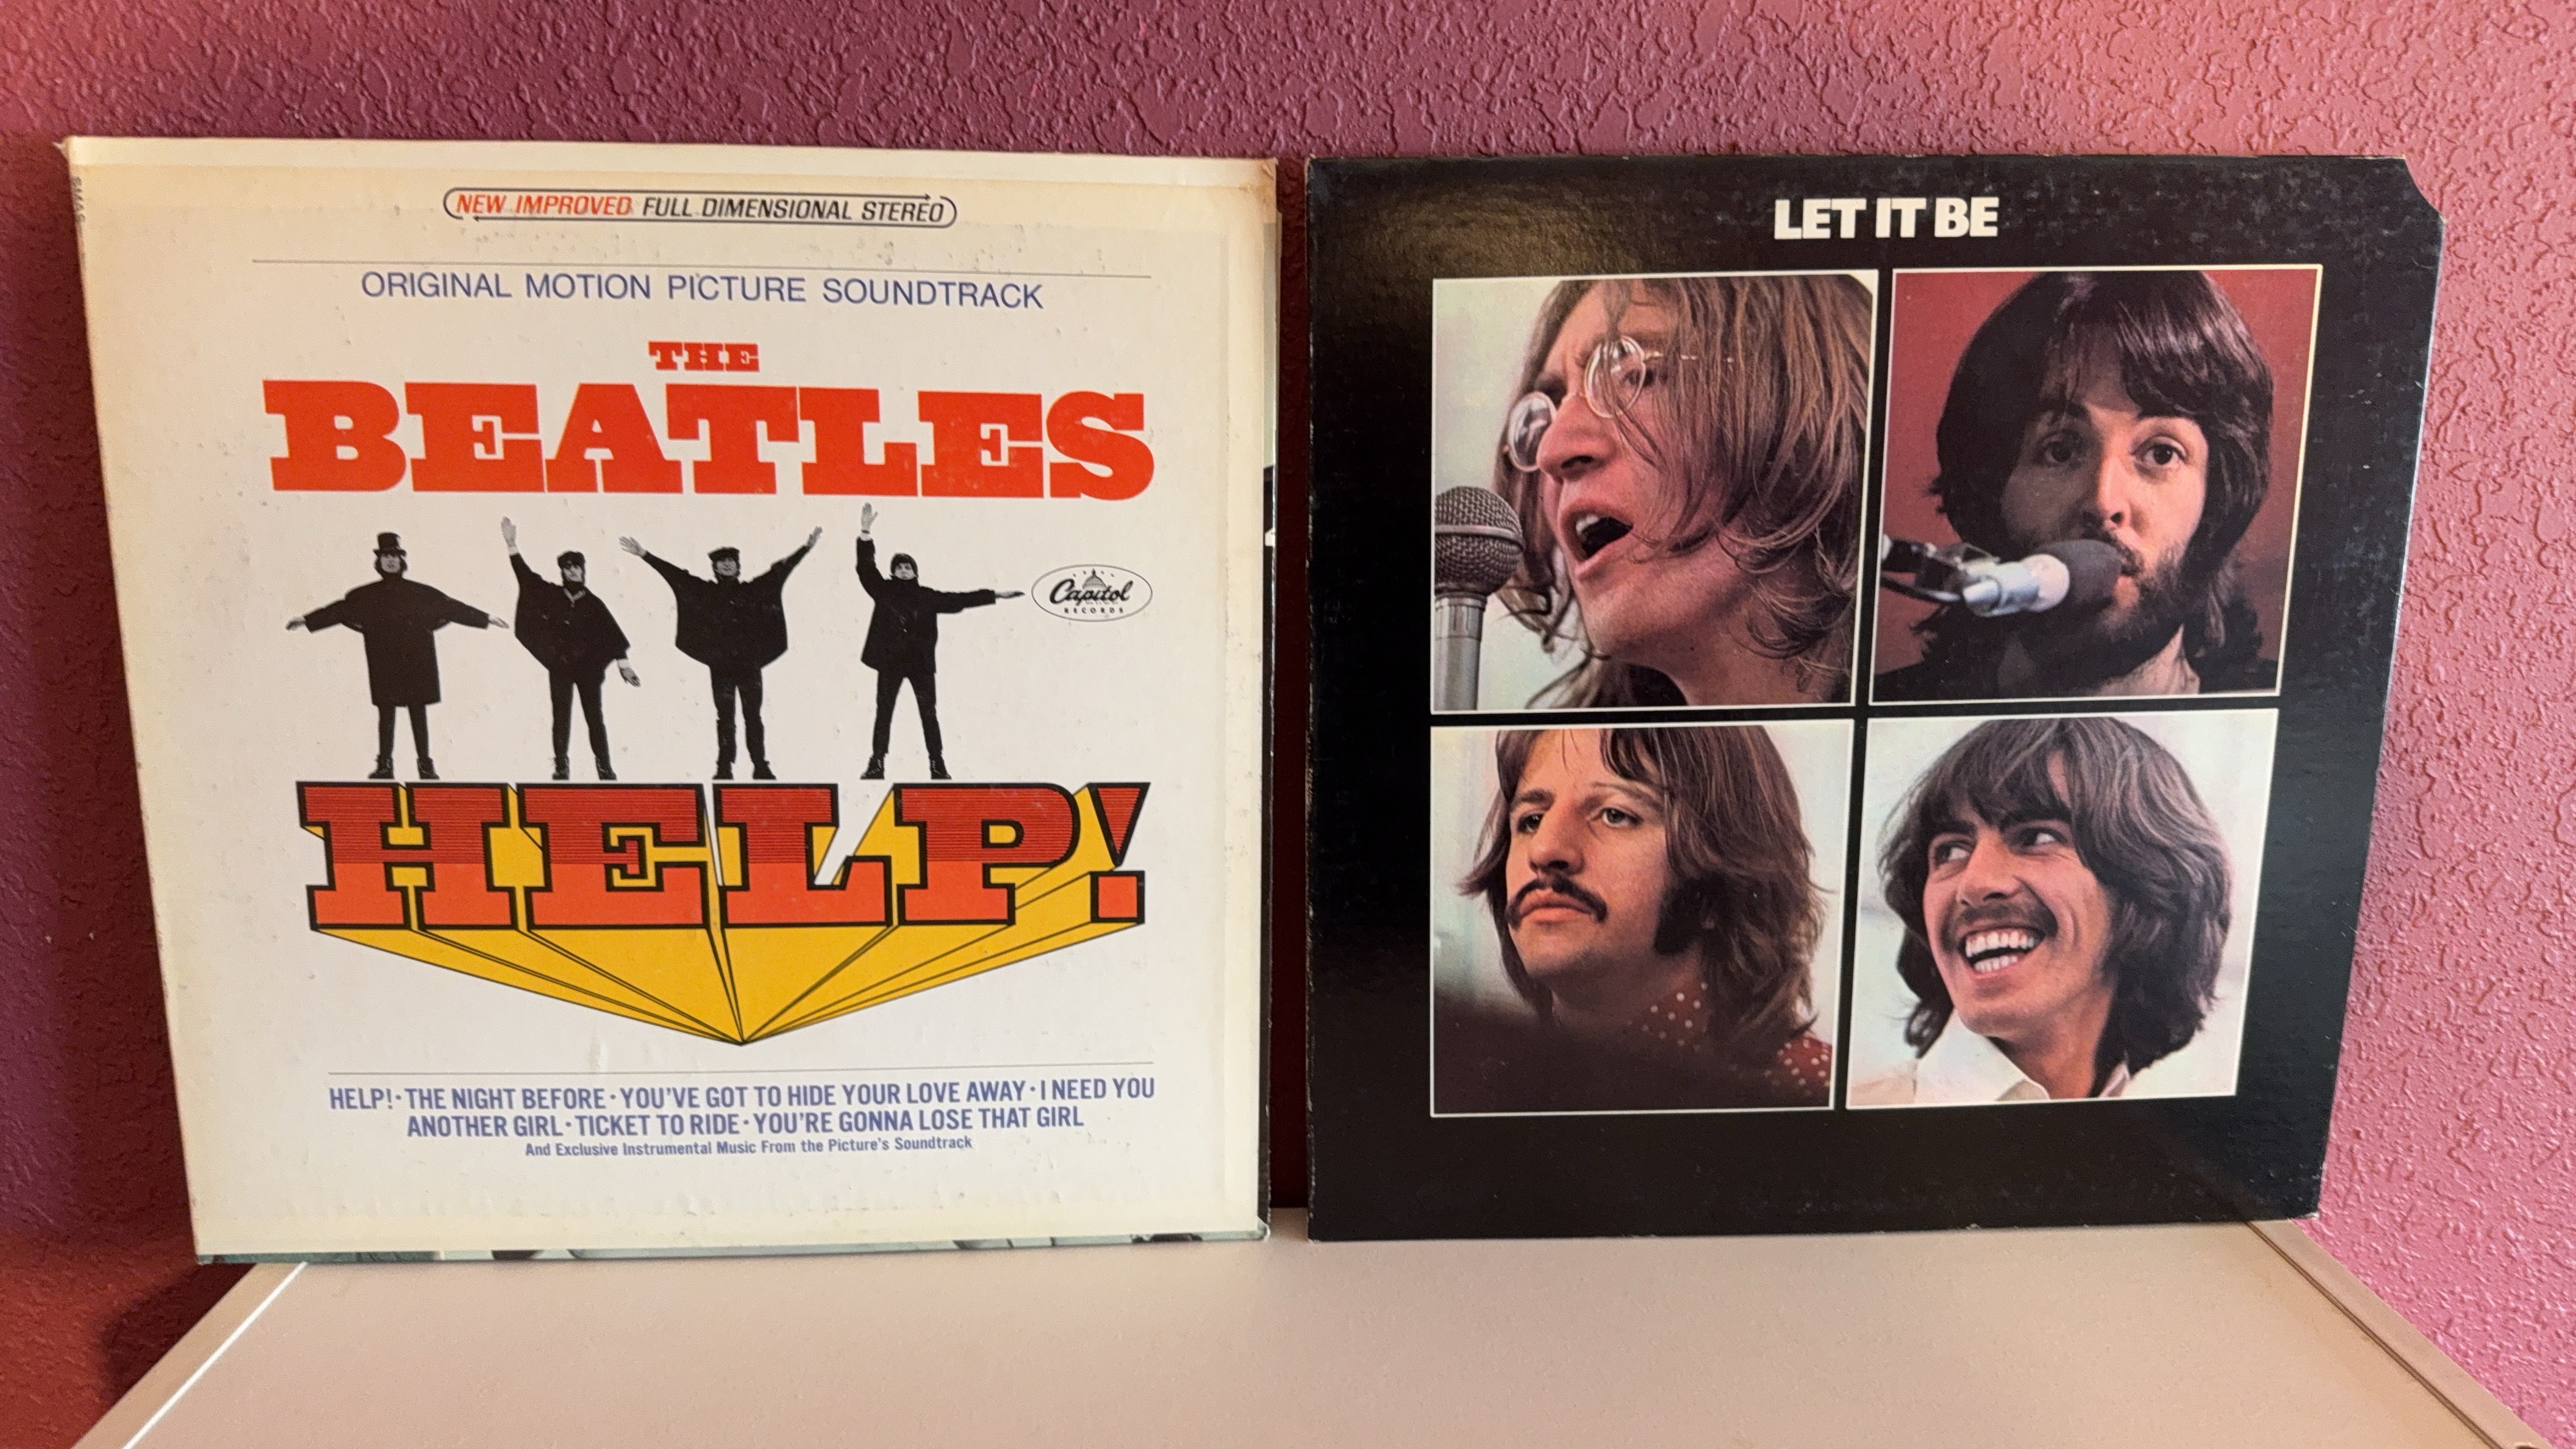 NEW IMPROVED FULL DIMENSIONAL STEREO
ORIGINAL MOTION PICTURE SOUNDTRACK
THE
BEATLES
Capitol
RECORDS
HELP!
HELP! · THE NIGHT BEFORE · YOU'VE GOT TO HIDE YOUR LOVE AWAY · I NEED YOU
ANOTHER GIRL · TICKET TO RIDE · YOU'RE GONNA LOSE THAT GIRL
And Exclusive Instrumental Music From the Picture's Soundtrack
LET IT BE